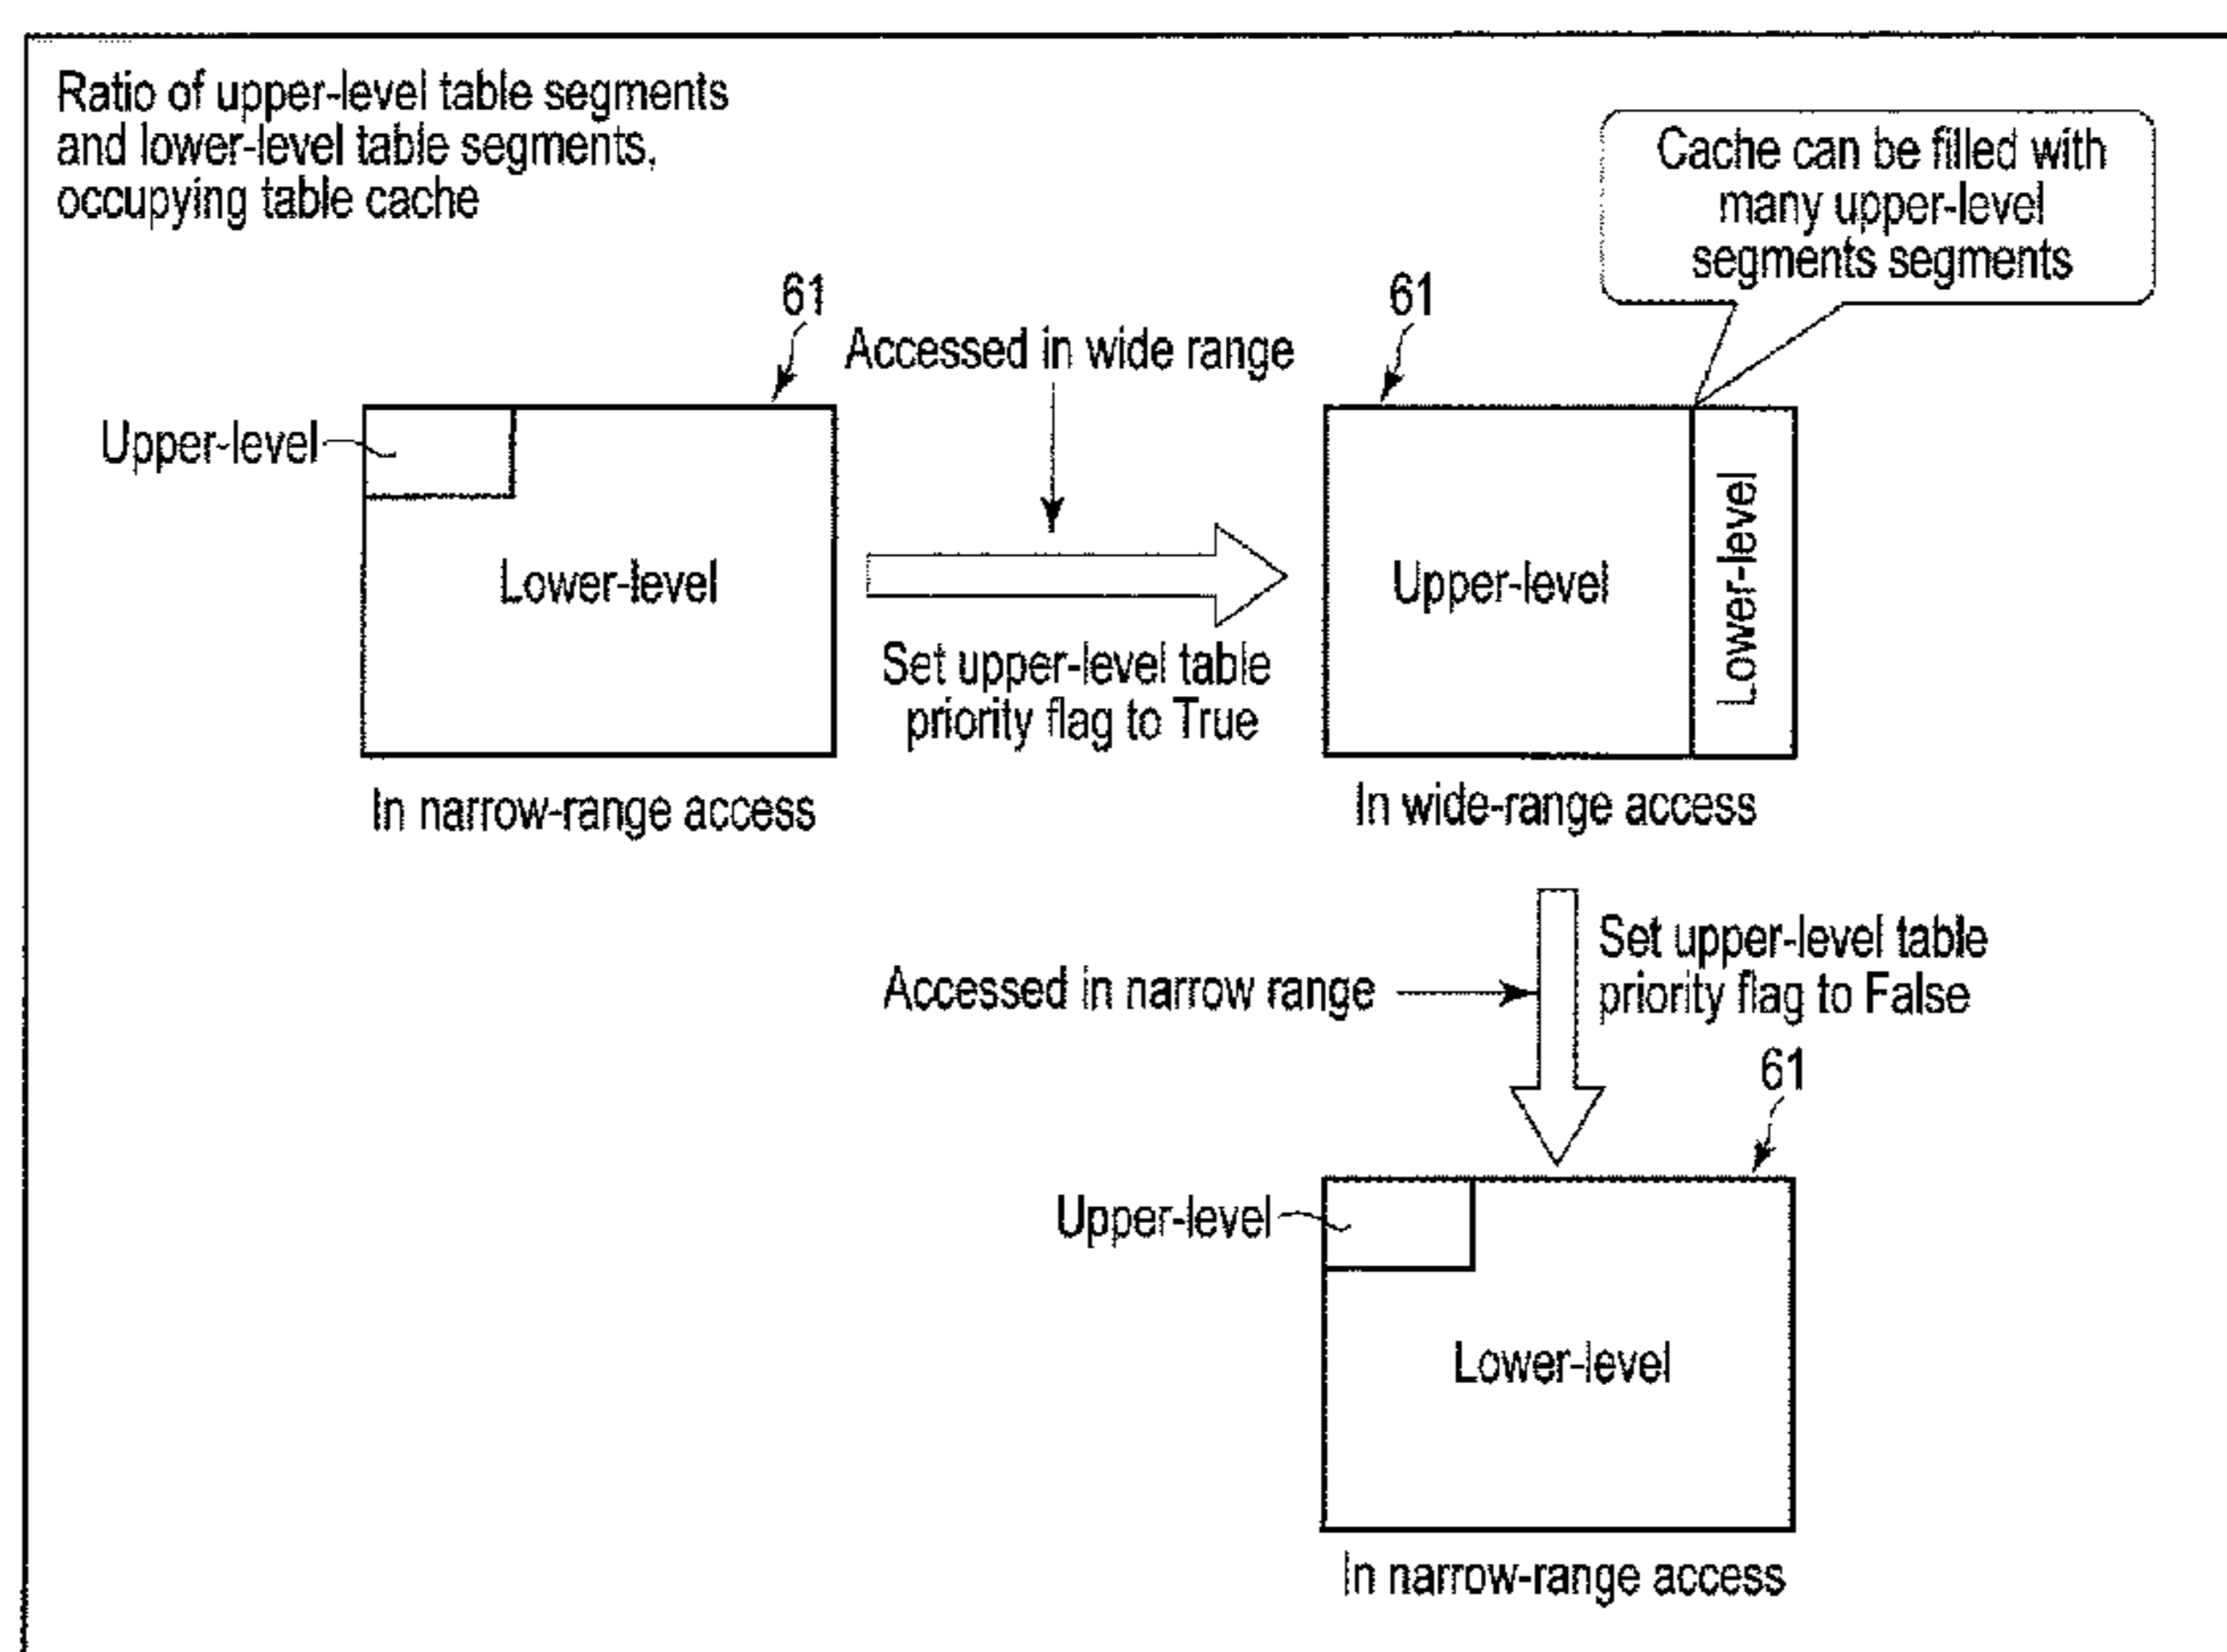 Ratio of upper-level table segments
and lower-level table segments,
occupying table cache
Cache can be filled with
many upper-level
segments segments
61
Accessed in wide range
61
Upper-level
Lower-level
Set upper-level table
priority flag to True
Upper-level
Lower-level
In narrow-range access
In wide-range access
Accessed in narrow range
Set upper-level table
priority flag to False
61
Upper-level
Lower-level
In narrow-range access